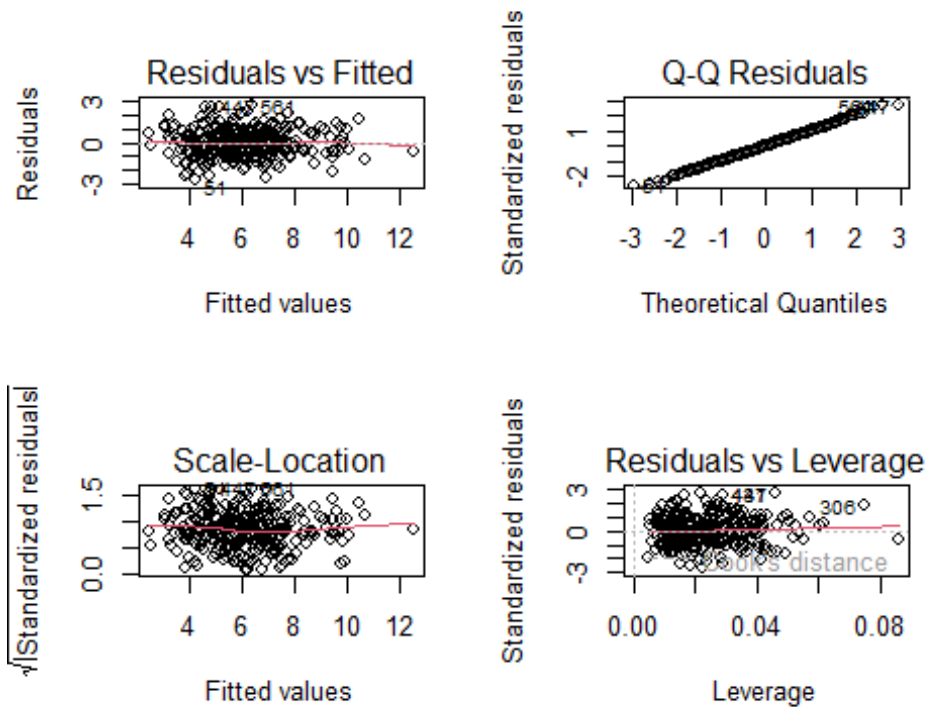 Residuals vs Fitted
Residuals
3
0
-3
561
51
4 6 8 10 12
Fitted values
Q-Q Residuals
Standardized residuals
1
-2
-3 -2 -1 0 1 2 3
Theoretical Quantiles
Scale-Location
√|Standardized residuals|
1.5
0.0
4 6 8 10 12
Fitted values
Residuals vs Leverage
Standardized residuals
3
0
-3
306
Cook's distance
0.00 0.04 0.08
Leverage